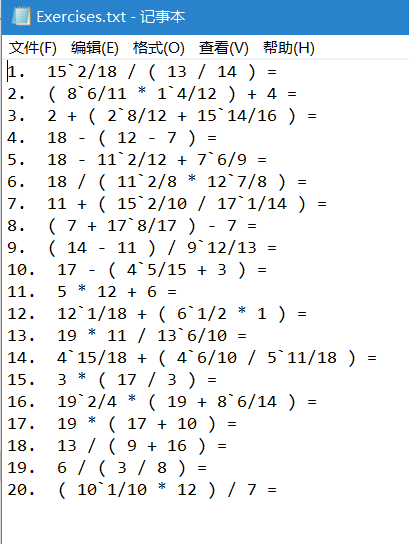 Exercises.txt - 记事本
文件(F) 编辑(E) 格式(O) 查看(V) 帮助(H)
1. 15`2/18 / ( 13 / 14 ) =
2. ( 8`6/11 * 1`4/12 ) + 4 =
3. 2 + ( 2`8/12 + 15`14/16 ) =
4. 18 - ( 12 - 7 ) =
5. 18 - 11`2/12 + 7`6/9 =
6. 18 / ( 11`2/8 * 12`7/8 ) =
7. 11 + ( 15`2/10 / 17`1/14 ) =
8. ( 7 + 17`8/17 ) - 7 =
9. ( 14 - 11 ) / 9`12/13 =
10. 17 - ( 4`5/15 + 3 ) =
11. 5 * 12 + 6 =
12. 12`1/18 + ( 6`1/2 * 1 ) =
13. 19 * 11 / 13`6/10 =
14. 4`15/18 + ( 4`6/10 / 5`11/18 ) =
15. 3 * ( 17 / 3 ) =
16. 19`2/4 * ( 19 + 8`6/14 ) =
17. 19 * ( 17 + 10 ) =
18. 13 / ( 9 + 16 ) =
19. 6 / ( 3 / 8 ) =
20. ( 10`1/10 * 12 ) / 7 =